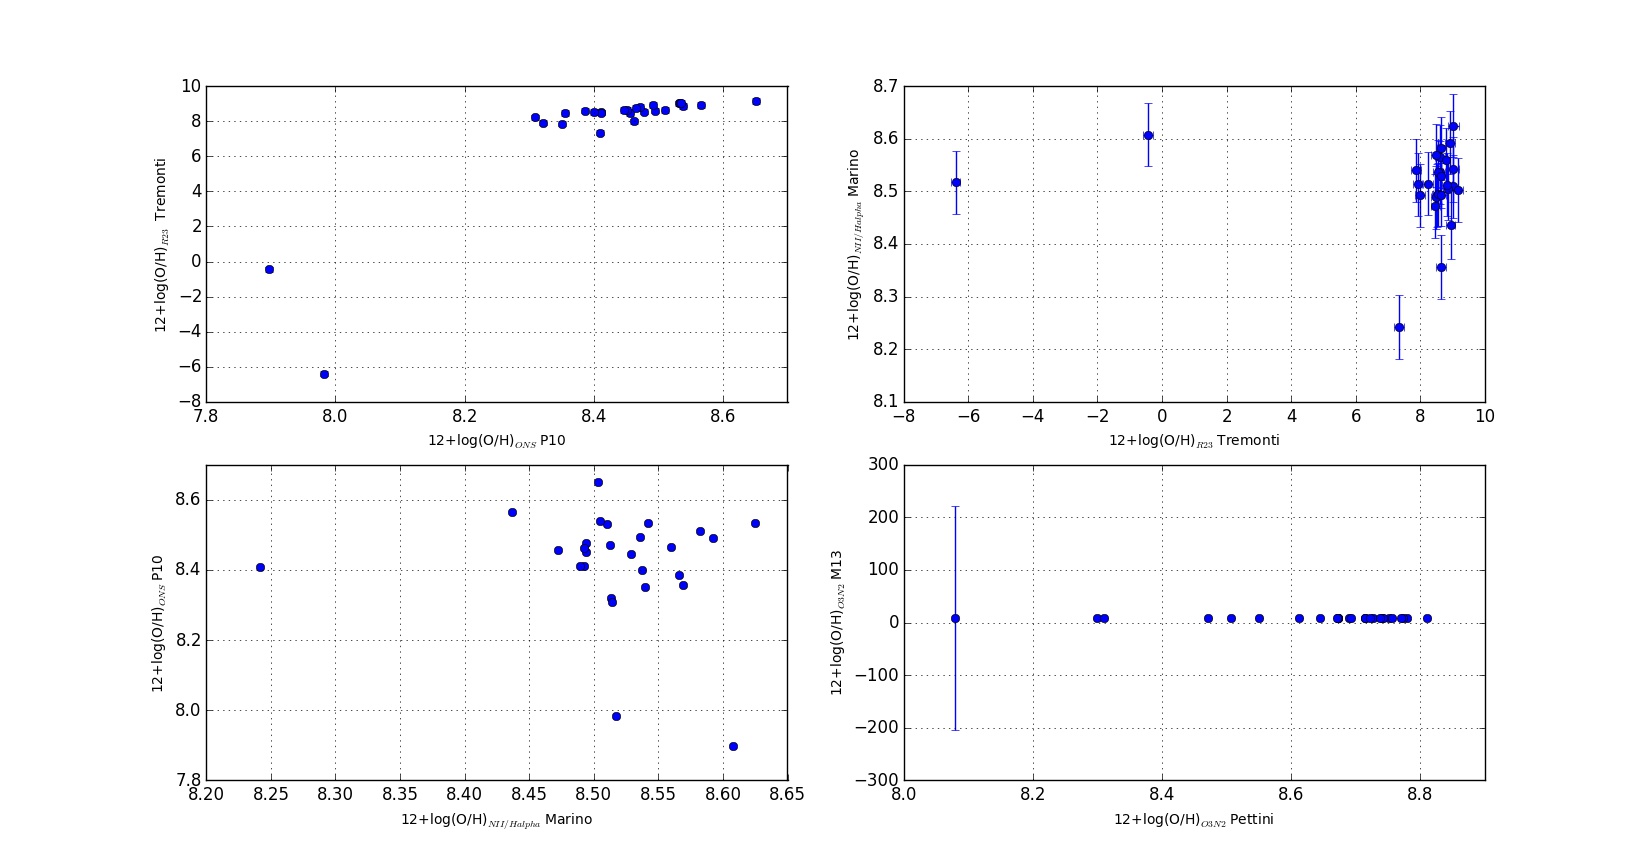 10
8
6
4
2
0
−2
−4
−6
−8
7.8 8.0 8.2 8.4 8.6
12+log(O/H)R23 Tremonti
12+log(O/H)ONS P10
8.7
8.6
8.5
8.4
8.3
8.2
8.1
−8 −6 −4 −2 0 2 4 6 8 10
12+log(O/H)NII/Halpha Marino
12+log(O/H)R23 Tremonti
8.6
8.4
8.2
8.0
7.8
8.20 8.25 8.30 8.35 8.40 8.45 8.50 8.55 8.60 8.65
12+log(O/H)ONS P10
12+log(O/H)NII/Halpha Marino
300
200
100
0
−100
−200
−300
8.0 8.2 8.4 8.6 8.8
12+log(O/H)O3N2 M13
12+log(O/H)O3N2 Pettini